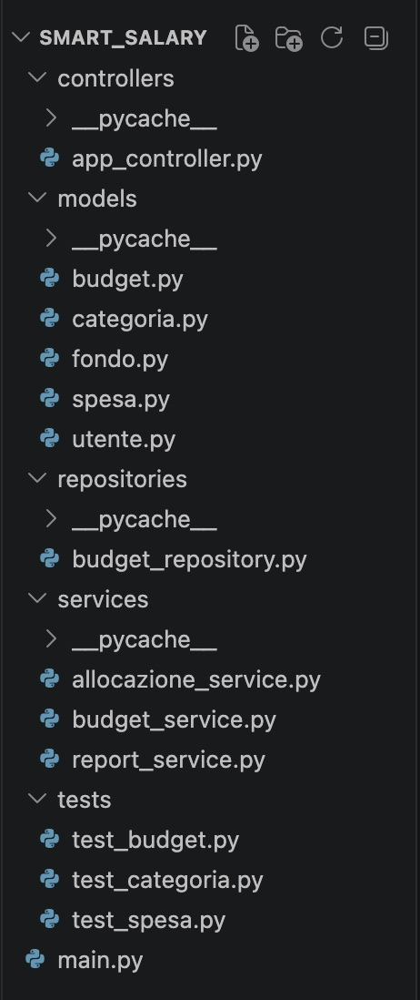 SMART_SALARY
controllers
__pycache__
app_controller.py
models
__pycache__
budget.py
categoria.py
fondo.py
spesa.py
utente.py
repositories
__pycache__
budget_repository.py
services
__pycache__
allocazione_service.py
budget_service.py
report_service.py
tests
test_budget.py
test_categoria.py
test_spesa.py
main.py